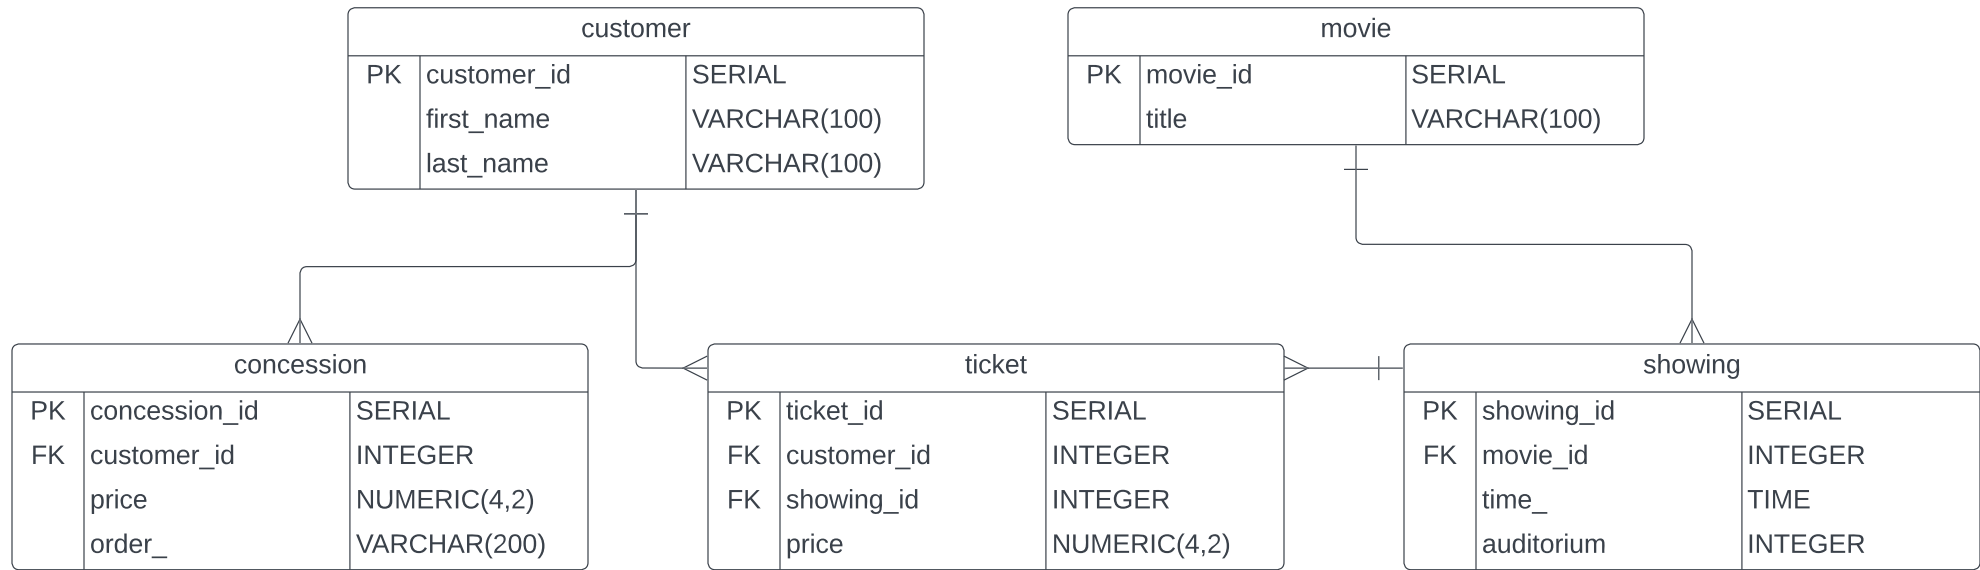 customer
PK customer_id SERIAL
first_name VARCHAR(100)
last_name VARCHAR(100)
movie
PK movie_id SERIAL
title VARCHAR(100)
concession
PK concession_id SERIAL
FK customer_id INTEGER
price NUMERIC(4,2)
order_ VARCHAR(200)
ticket
PK ticket_id SERIAL
FK customer_id INTEGER
FK showing_id INTEGER
price NUMERIC(4,2)
showing
PK showing_id SERIAL
FK movie_id INTEGER
time_ TIME
auditorium INTEGER